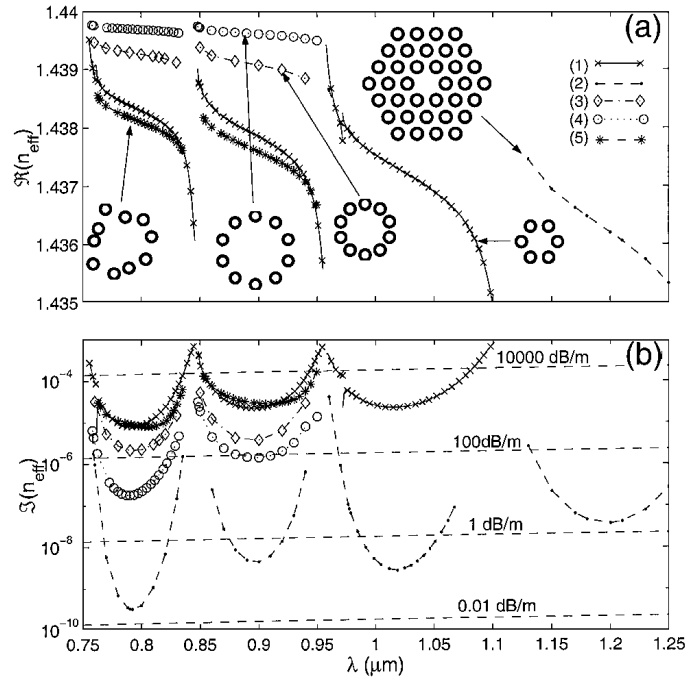 1.44
(a)
(1)
(2)
(3)
(4)
(5)
1.439
1.438
1.437
1.436
1.435
ℜ(n_eff)
(b)
10000 dB/m
10⁻⁴
100dB/m
10⁻⁶
1 dB/m
10⁻⁸
0.01 dB/m
10⁻¹⁰
ℑ(n_eff)
0.75 0.8 0.85 0.9 0.95 1 1.05 1.1 1.15 1.2 1.25
λ (μm)